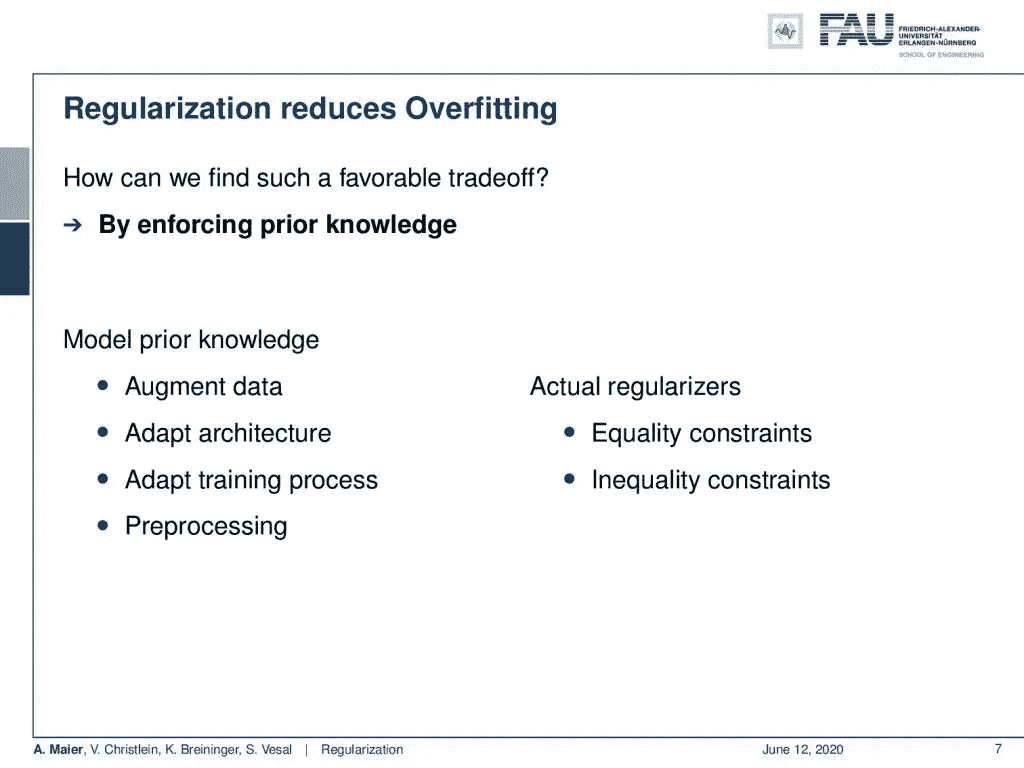 FAU
FRIEDRICH-ALEXANDER-
UNIVERSITÄT
ERLANGEN-NÜRNBERG
SCHOOL OF ENGINEERING
Regularization reduces Overfitting
How can we find such a favorable tradeoff?
➔ By enforcing prior knowledge
Model prior knowledge
• Augment data
• Adapt architecture
• Adapt training process
• Preprocessing
Actual regularizers
• Equality constraints
• Inequality constraints
A. Maier, V. Christlein, K. Breininger, S. Vesal | Regularization June 12, 2020 7